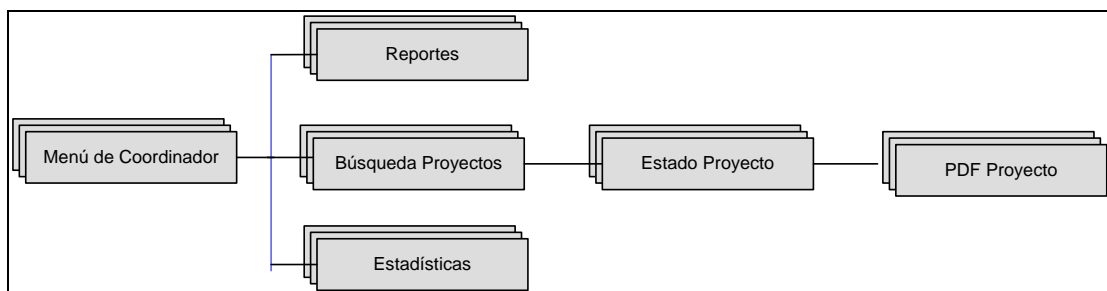 Reportes
Menú de Coordinador
Búsqueda Proyectos
Estado Proyecto
PDF Proyecto
Estadísticas